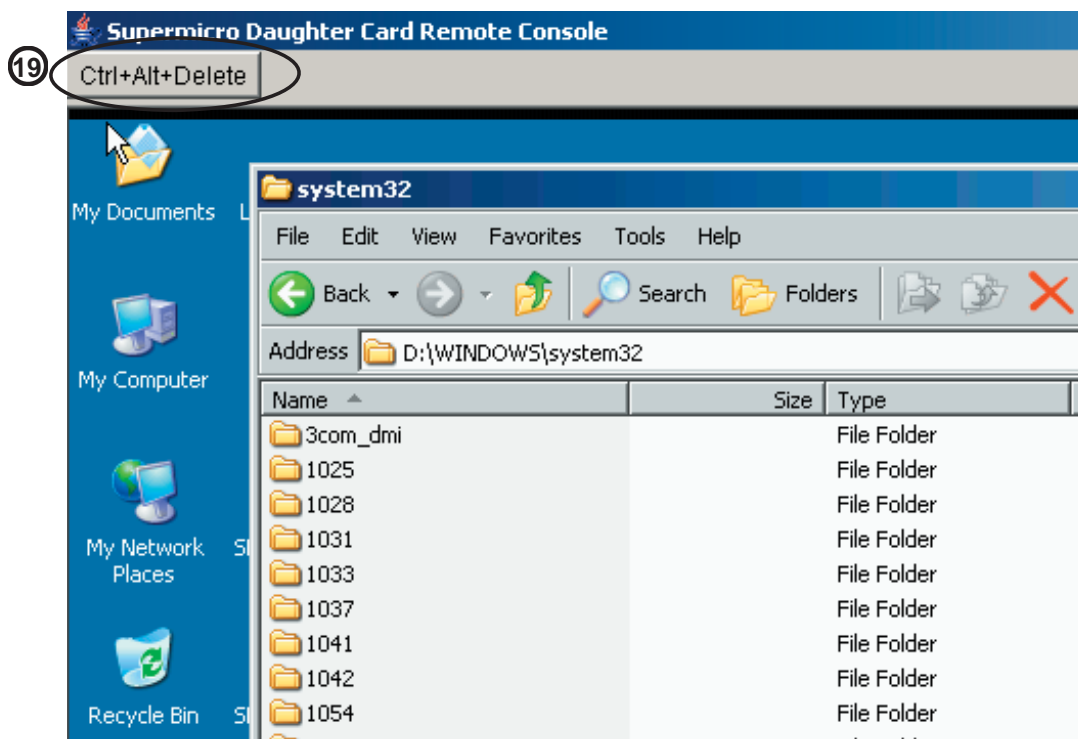 Supermicro Daughter Card Remote Console
19
Ctrl+Alt+Delete
My Documents
L
system32
File Edit View Favorites Tools Help
Back Search Folders
Address D:\WINDOWS\system32
My Computer
Name Size Type
3com_dmi File Folder
1025 File Folder
1028 File Folder
1031 File Folder
My Network
Places
S
1033 File Folder
1037 File Folder
1041 File Folder
1042 File Folder
Recycle Bin
S
1054 File Folder